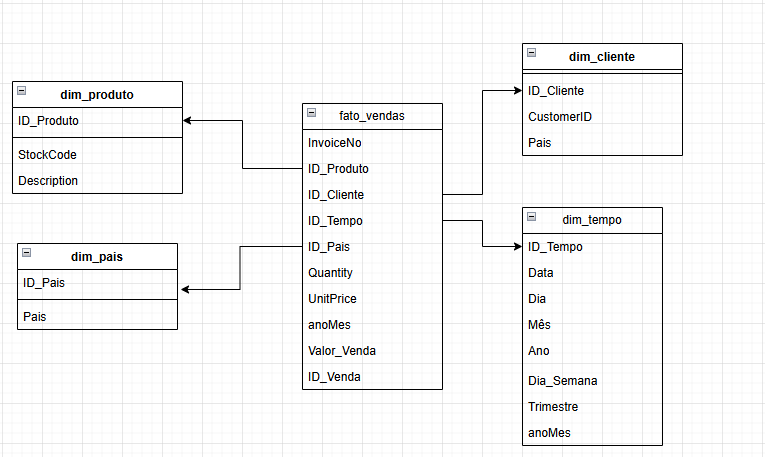 dim_produto
ID_Produto
StockCode
Description
dim_pais
ID_Pais
Pais
fato_vendas
InvoiceNo
ID_Produto
ID_Cliente
ID_Tempo
ID_Pais
Quantity
UnitPrice
anoMes
Valor_Venda
ID_Venda
dim_cliente
ID_Cliente
CustomerID
Pais
dim_tempo
ID_Tempo
Data
Dia
Mês
Ano
Dia_Semana
Trimestre
anoMes